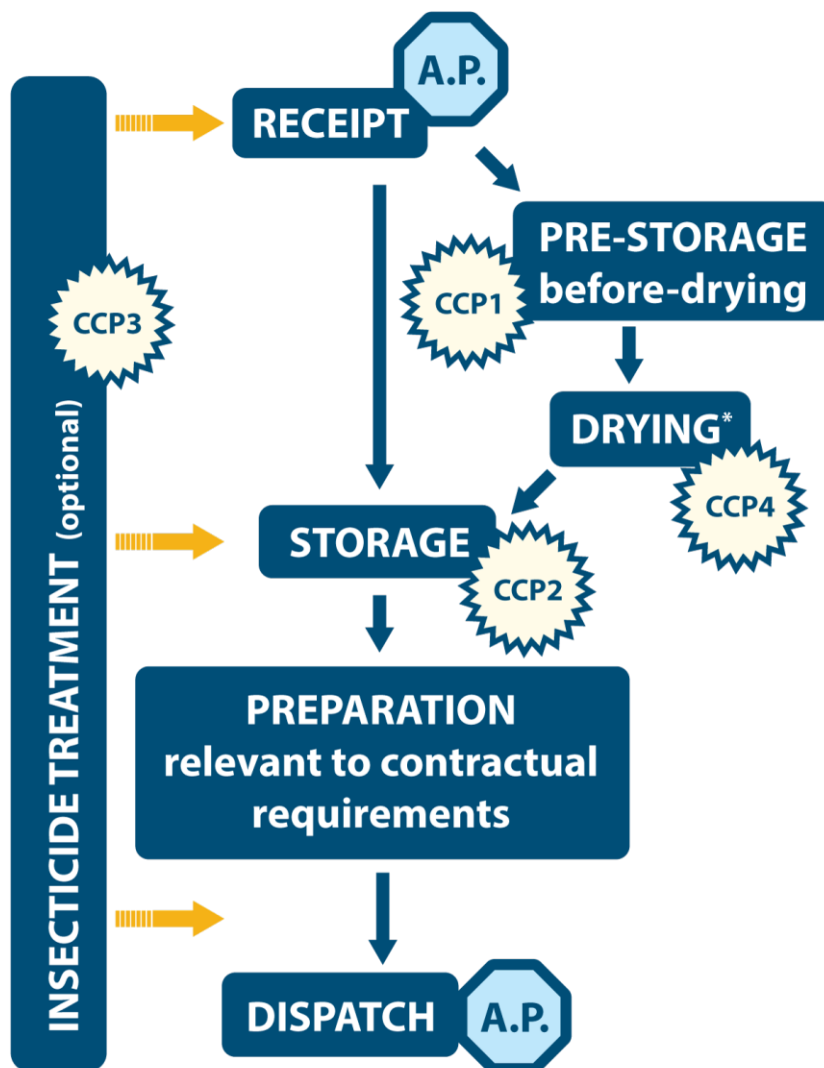 A.P.
RECEIPT
PRE-STORAGE
before-drying
CCP1
CCP3
DRYING*
CCP4
STORAGE
CCP2
INSECTICIDE TREATMENT (optional)
PREPARATION
relevant to contractual
requirements
DISPATCH
A.P.